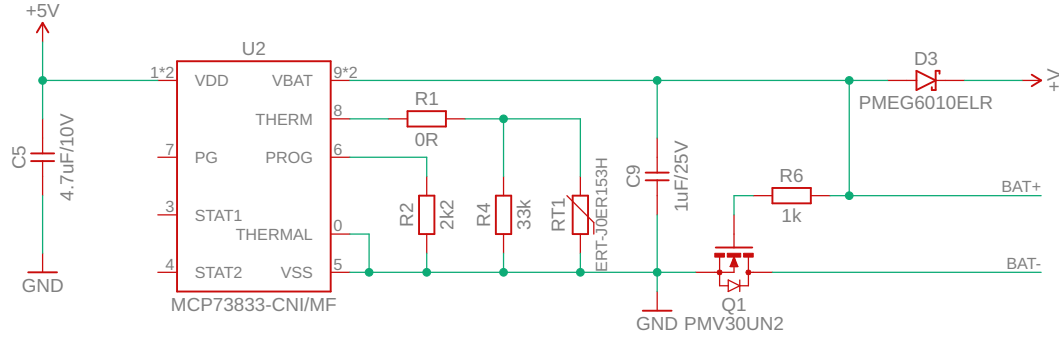 +5V
U2
1*2
VDD
VBAT
9*2
D3
PMEG6010ELR
+V
C5
4.7uF/10V
THERM
8
R1
0R
7
PG
PROG
6
R2
2k2
R4
33k
RT1
ERT-J0ER153H
C9
1uF/25V
R6
1k
BAT+
3
STAT1
THERMAL
0
4
STAT2
VSS
5
BAT-
GND
MCP73833-CNI/MF
GND
Q1
PMV30UN2